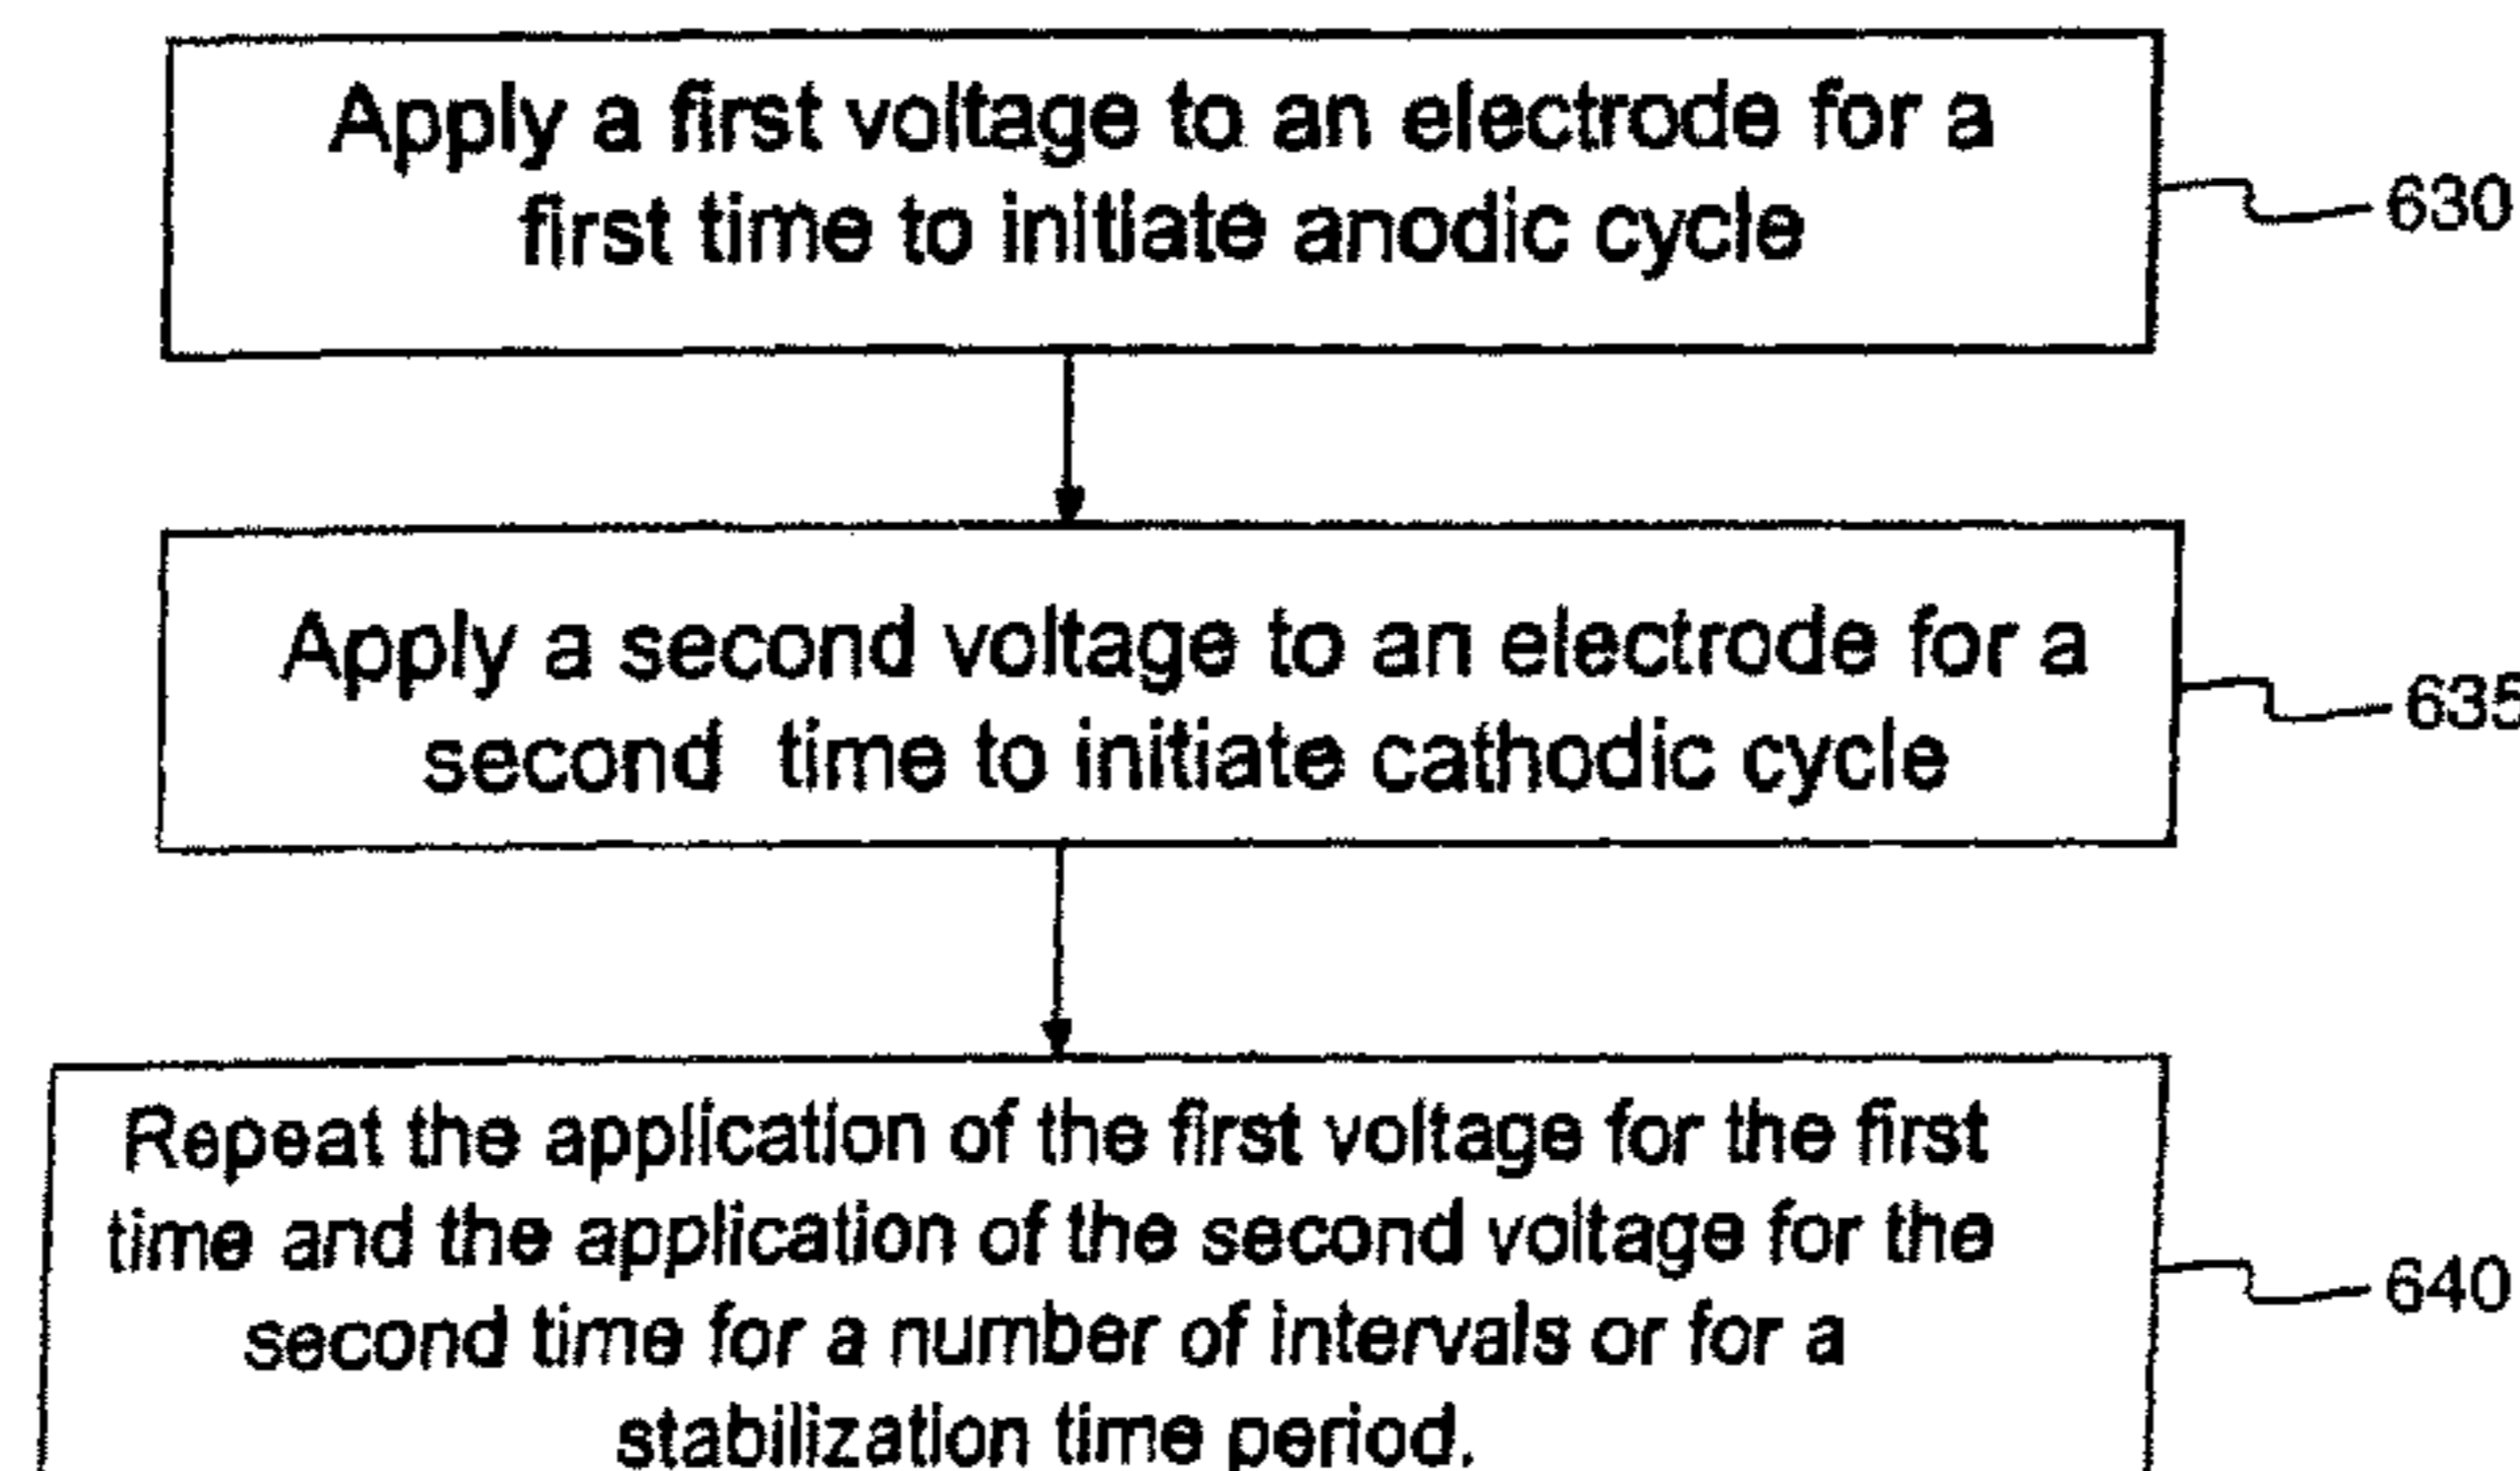 Apply a first voltage to an electrode for a
first time to initiate anodic cycle
630
Apply a second voltage to an electrode for a
second time to initiate cathodic cycle
635
Repeat the application of the first voltage for the first
time and the application of the second voltage for the
second time for a number of intervals or for a
stabilization time period.
640